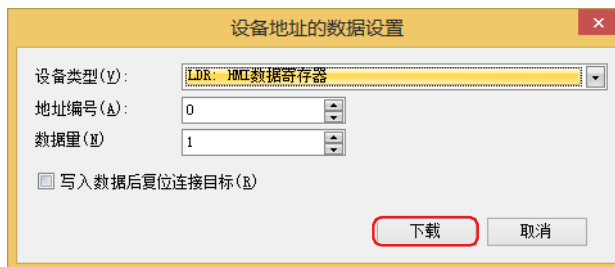 设备地址的数据设置
设备类型(V): LDR: HMI数据寄存器
地址编号(A): 0
数据量(N) 1
写入数据后复位连接目标(R)
下载 取消